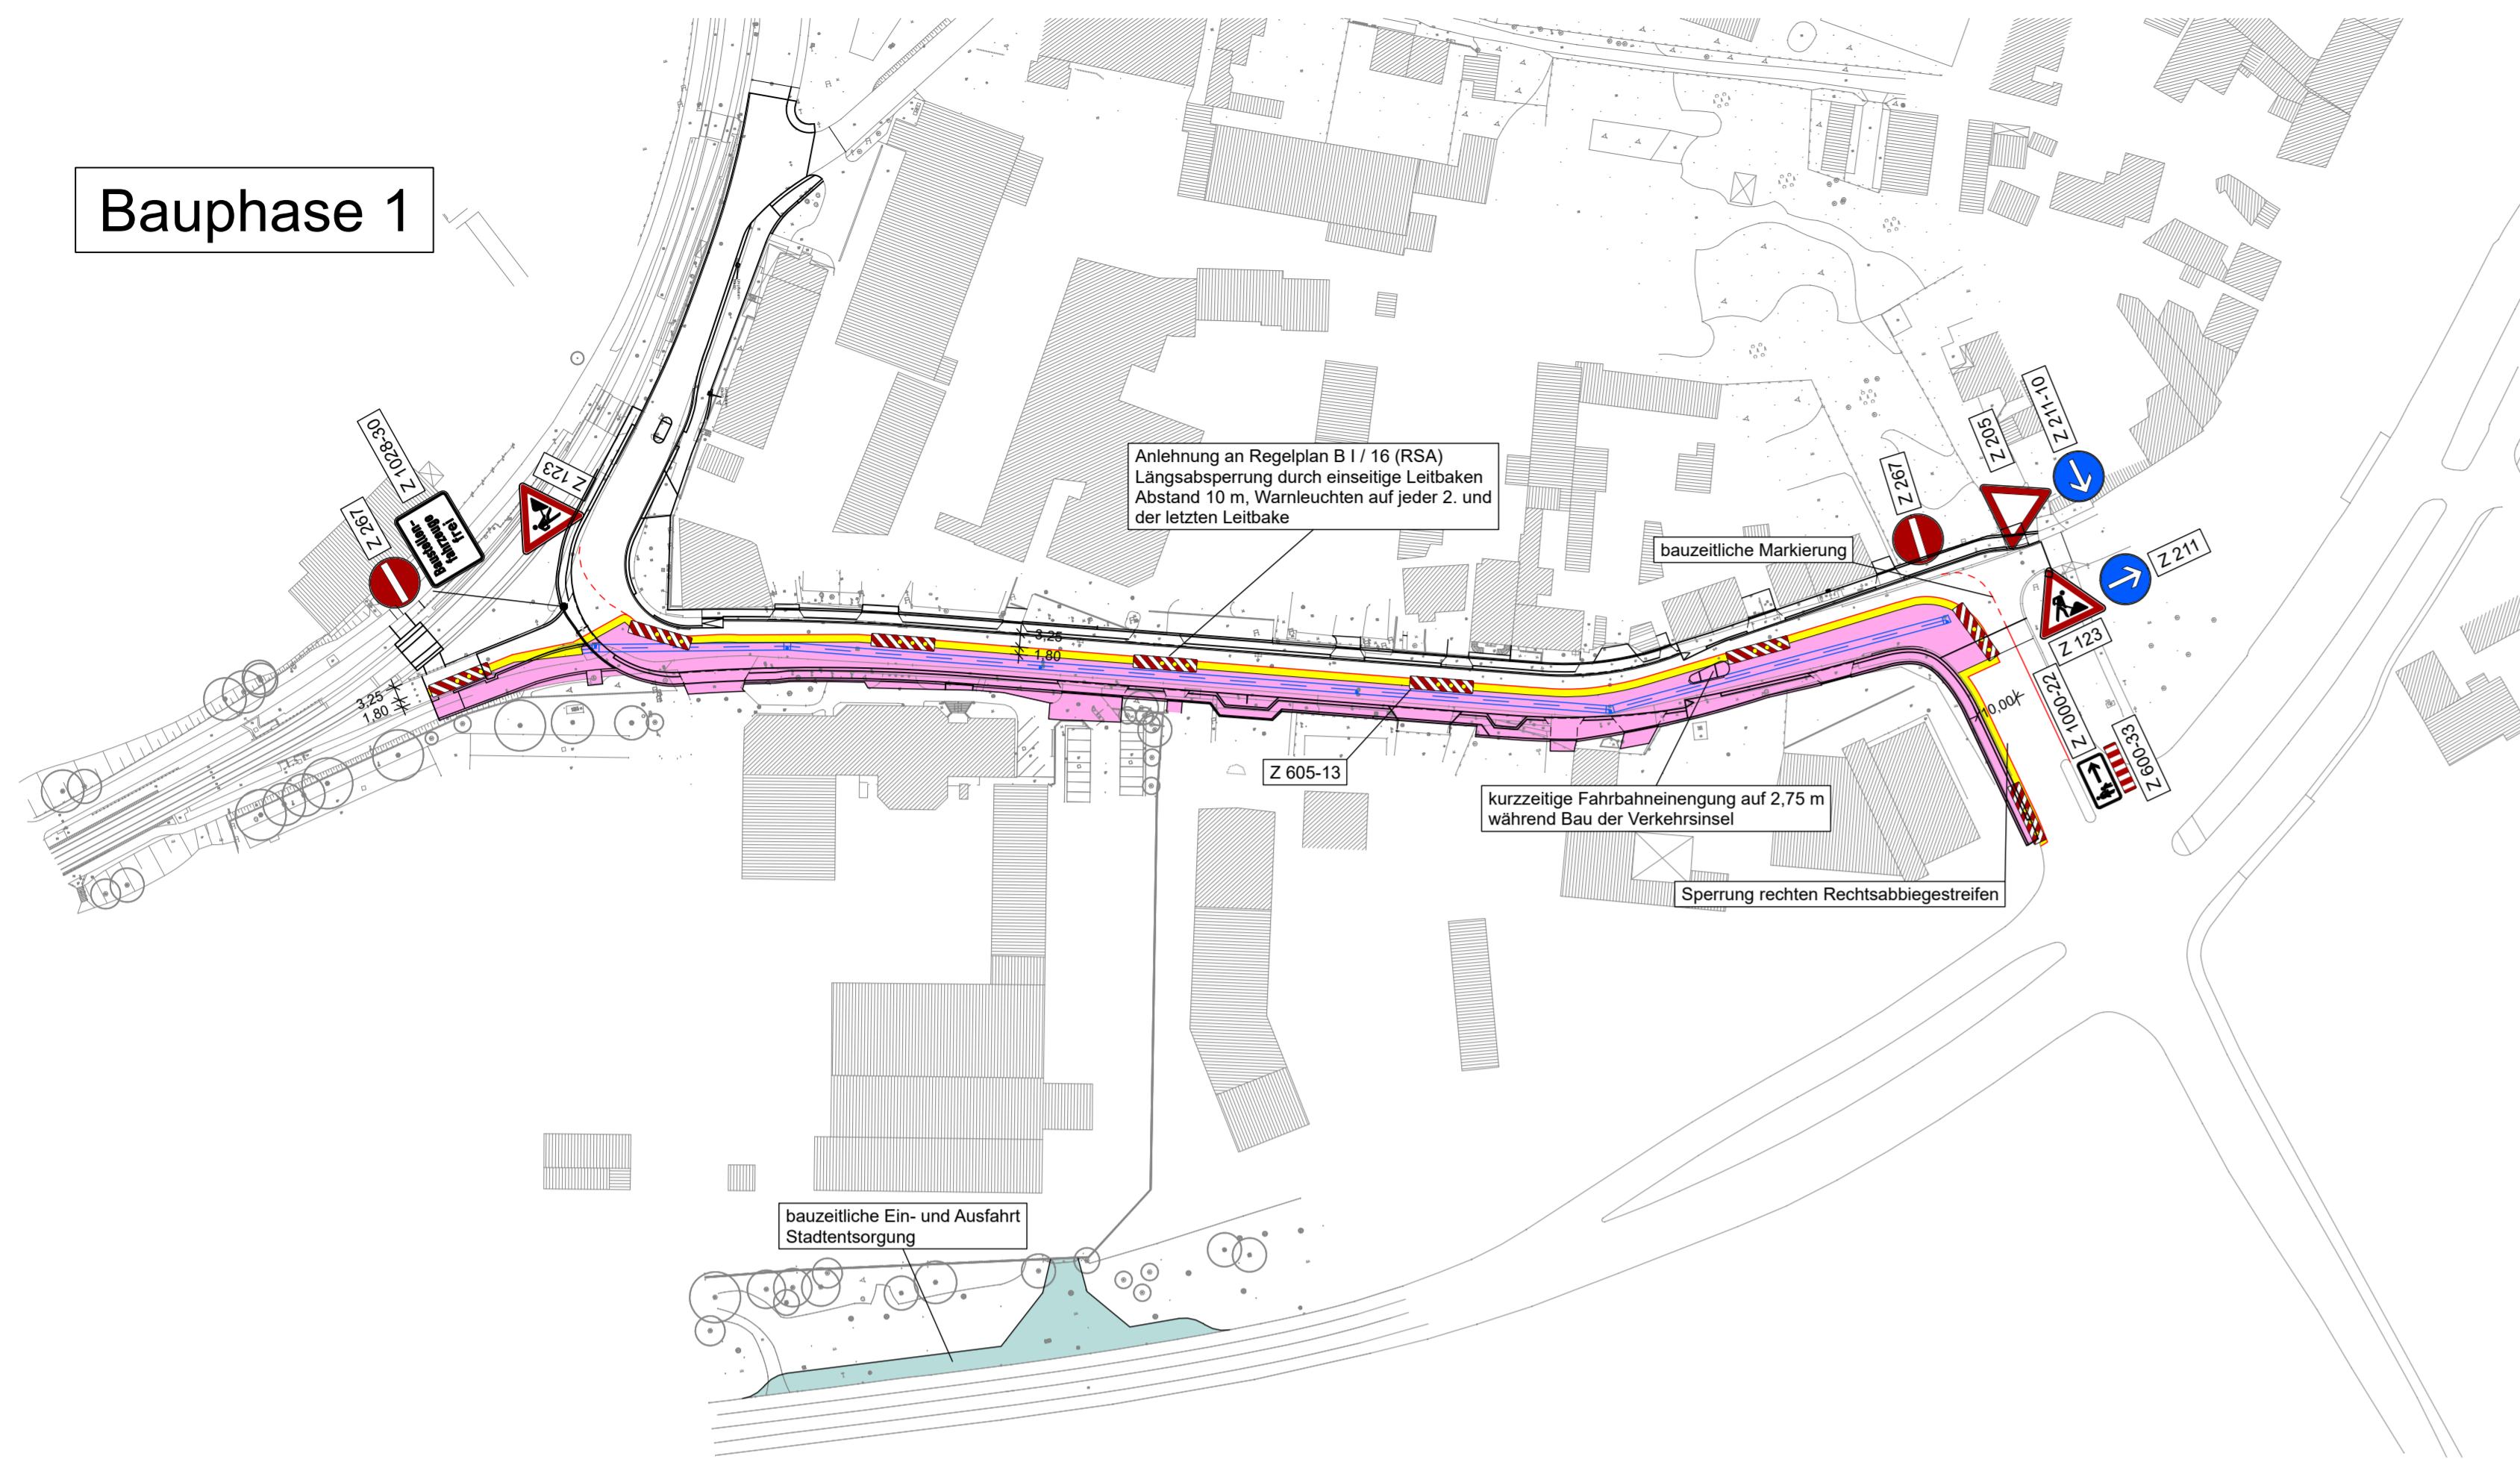 Bauphase 1
Z 1028-30
Z 267
Baustellen-
fahrzeuge
frei
Z 123
Anlehnung an Regelplan B I / 16 (RSA)
Längsabsperrung durch einseitige Leitbaken
Abstand 10 m, Warnleuchten auf jeder 2. und
der letzten Leitbake
Z 211-10
Z 205
Z 267
bauzeitliche Markierung
Z 211
Z 123
3,25
1,80
3,25
1,80
10,00
Z 1000-22
Z 600-33
Z 605-13
kurzzeitige Fahrbahneinengung auf 2,75 m
während Bau der Verkehrsinsel
Sperrung rechten Rechtsabbiegestreifen
bauzeitliche Ein- und Ausfahrt
Stadtentsorgung